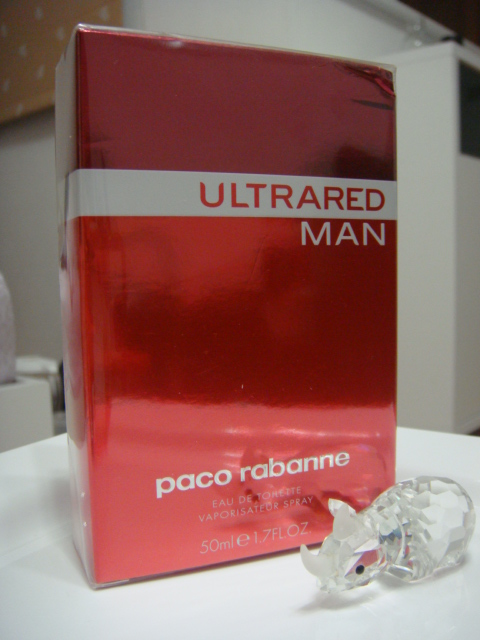 ULTRARED
MAN
paco rabanne
EAU DE TOILETTE
VAPORISATEUR SPRAY
50ml e 1.7FL.OZ.